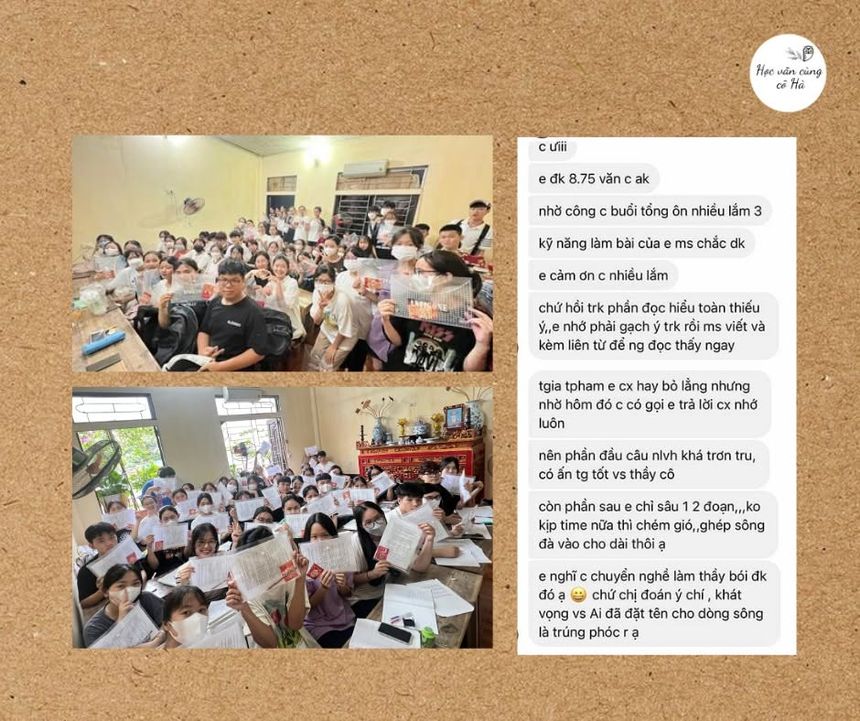 Học văn cùng
cô Hà
c ưiii
e đk 8.75 văn c ak
nhờ công c buổi tổng ôn nhiều lắm 3
kỹ năng làm bài của e ms chắc dk
e cảm ơn c nhiều lắm
chứ hồi trk phần đọc hiểu toàn thiếu
ý,,e nhớ phải gạch ý trk rồi ms viết và
kèm liên từ để ng đọc thấy ngay
tgia tpham e cx hay bỏ lẳng nhưng
nhờ hôm đó c có gọi e trả lời cx nhớ
luôn
nên phần đầu câu nlvh khá trơn tru,
có ấn tg tốt vs thầy cô
còn phần sau e chỉ sâu 1 2 đoạn,,,ko
kjp time nữa thì chém gió,,ghép sông
đà vào cho dài thôi ạ
e nghĩ c chuyển nghề làm thầy bói đk
đó ạ 😀 chứ chị đoán ý chí , khát
vọng vs Ai đã đặt tên cho dòng sông
là trúng phóc r ạ